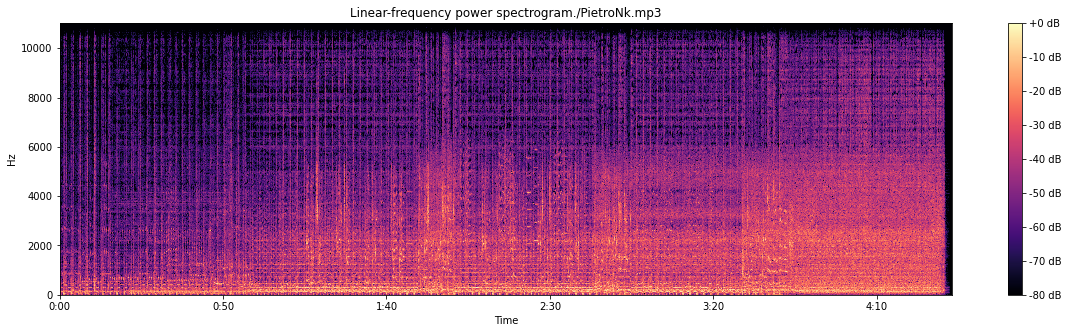 Linear-frequency power spectrogram./PietroNk.mp3
10000
8000
6000
4000
2000
0
Hz
0:00 0:50 1:40 2:30 3:20 4:10
Time
+0 dB
-10 dB
-20 dB
-30 dB
-40 dB
-50 dB
-60 dB
-70 dB
-80 dB